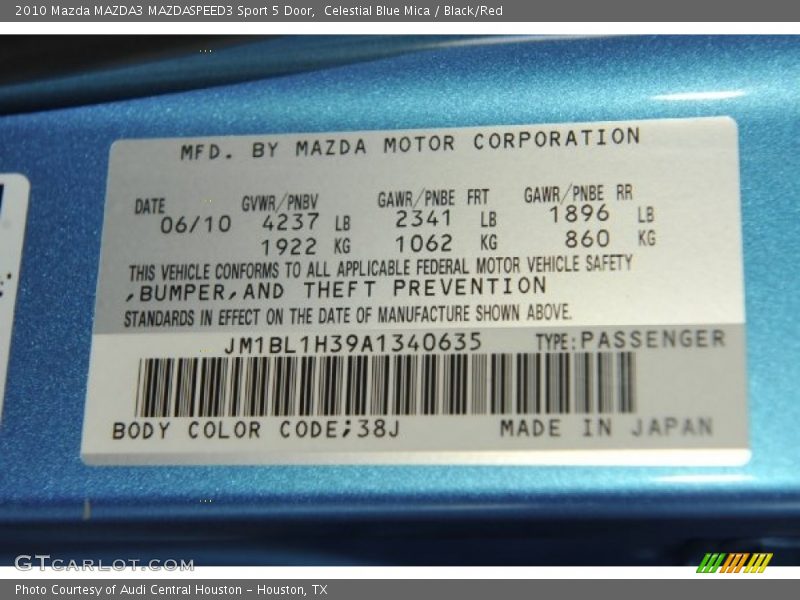 2010 Mazda MAZDA3 MAZDASPEED3 Sport 5 Door,  Celestial Blue Mica / Black/Red
MFD. BY MAZDA MOTOR CORPORATION
DATE GVWR/PNBV GAWR/PNBE FRT GAWR/PNBE RR
06/10 4237 LB 2341 LB 1896 LB
1922 KG 1062 KG 860 KG
THIS VEHICLE CONFORMS TO ALL APPLICABLE FEDERAL MOTOR VEHICLE SAFETY
,BUMPER,AND THEFT PREVENTION
STANDARDS IN EFFECT ON THE DATE OF MANUFACTURE SHOWN ABOVE.
JM1BL1H39A1340635 TYPE:PASSENGER
BODY COLOR CODE;38J MADE IN JAPAN
GTCARLOT.COM
Photo Courtesy of Audi Central Houston - Houston, TX